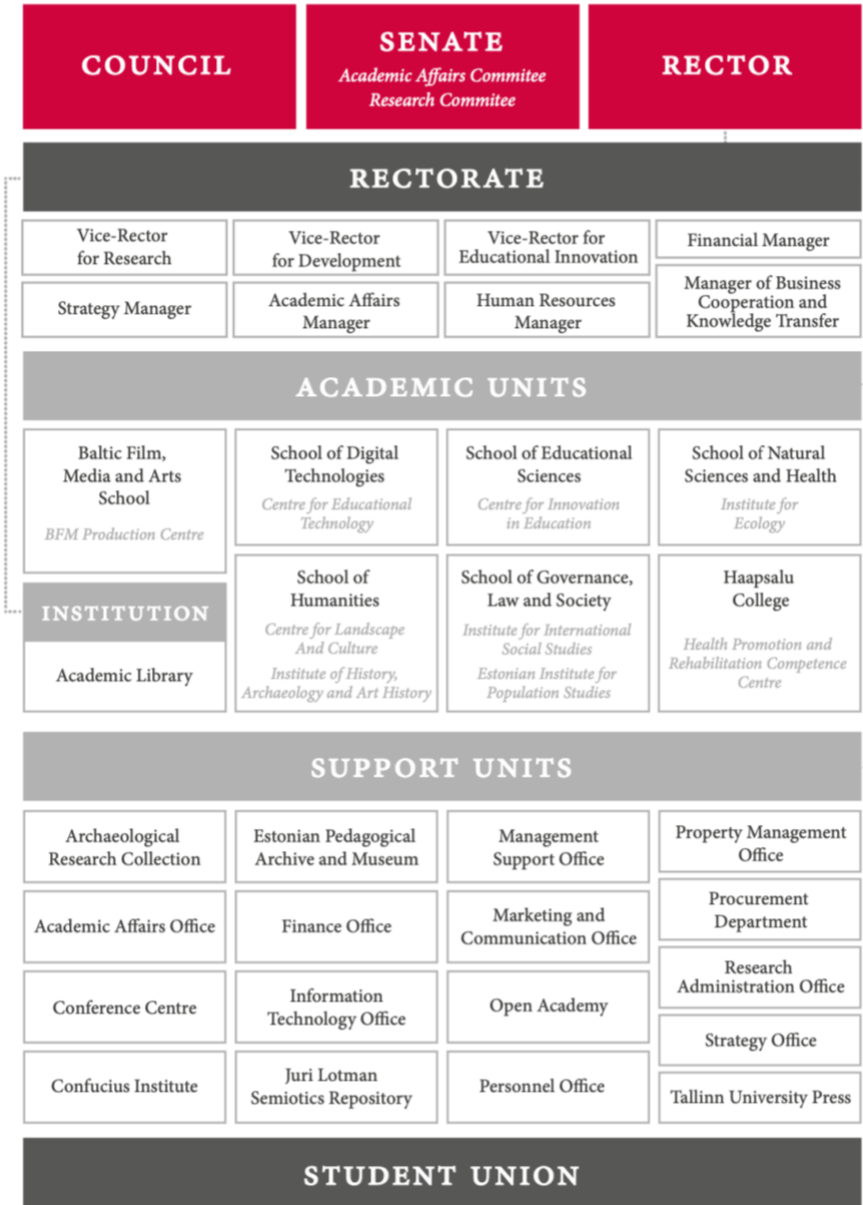 COUNCIL
SENATE
Academic Affairs Commitee
Research Commitee
RECTOR
RECTORATE
Vice-Rector
for Research
Vice-Rector
for Development
Vice-Rector for
Educational Innovation
Financial Manager
Strategy Manager
Academic Affairs
Manager
Human Resources
Manager
Manager of Business
Cooperation and
Knowledge Transfer
ACADEMIC UNITS
Baltic Film,
Media and Arts
School
BFM Production Centre
School of Digital
Technologies
Centre for Educational
Technology
School of Educational
Sciences
Centre for Innovation
in Education
School of Natural
Sciences and Health
Institute for
Ecology
INSTITUTION
Academic Library
School of
Humanities
Centre for Landscape
And Culture
Institute of History,
Archaeology and Art History
School of Governance,
Law and Society
Institute for International
Social Studies
Estonian Institute for
Population Studies
Haapsalu
College
Health Promotion and
Rehabilitation Competence
Centre
SUPPORT UNITS
Archaeological
Research Collection
Estonian Pedagogical
Archive and Museum
Management
Support Office
Property Management
Office
Academic Affairs Office
Finance Office
Marketing and
Communication Office
Procurement
Department
Conference Centre
Information
Technology Office
Open Academy
Research
Administration Office
Strategy Office
Confucius Institute
Juri Lotman
Semiotics Repository
Personnel Office
Tallinn University Press
STUDENT UNION